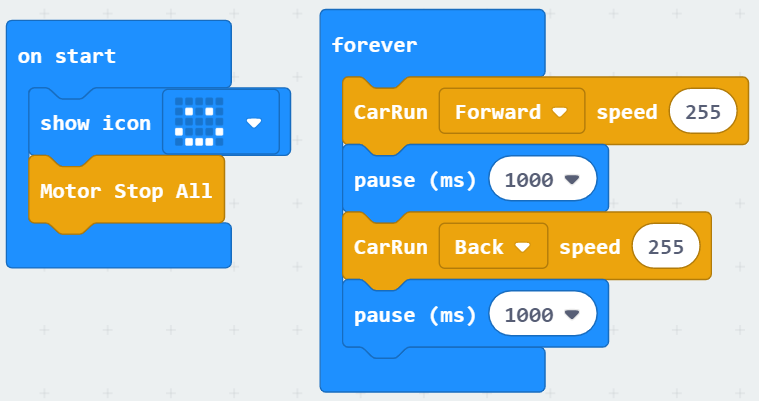 on start
show icon
Motor Stop All
forever
CarRun Forward speed 255
pause (ms) 1000
CarRun Back speed 255
pause (ms) 1000